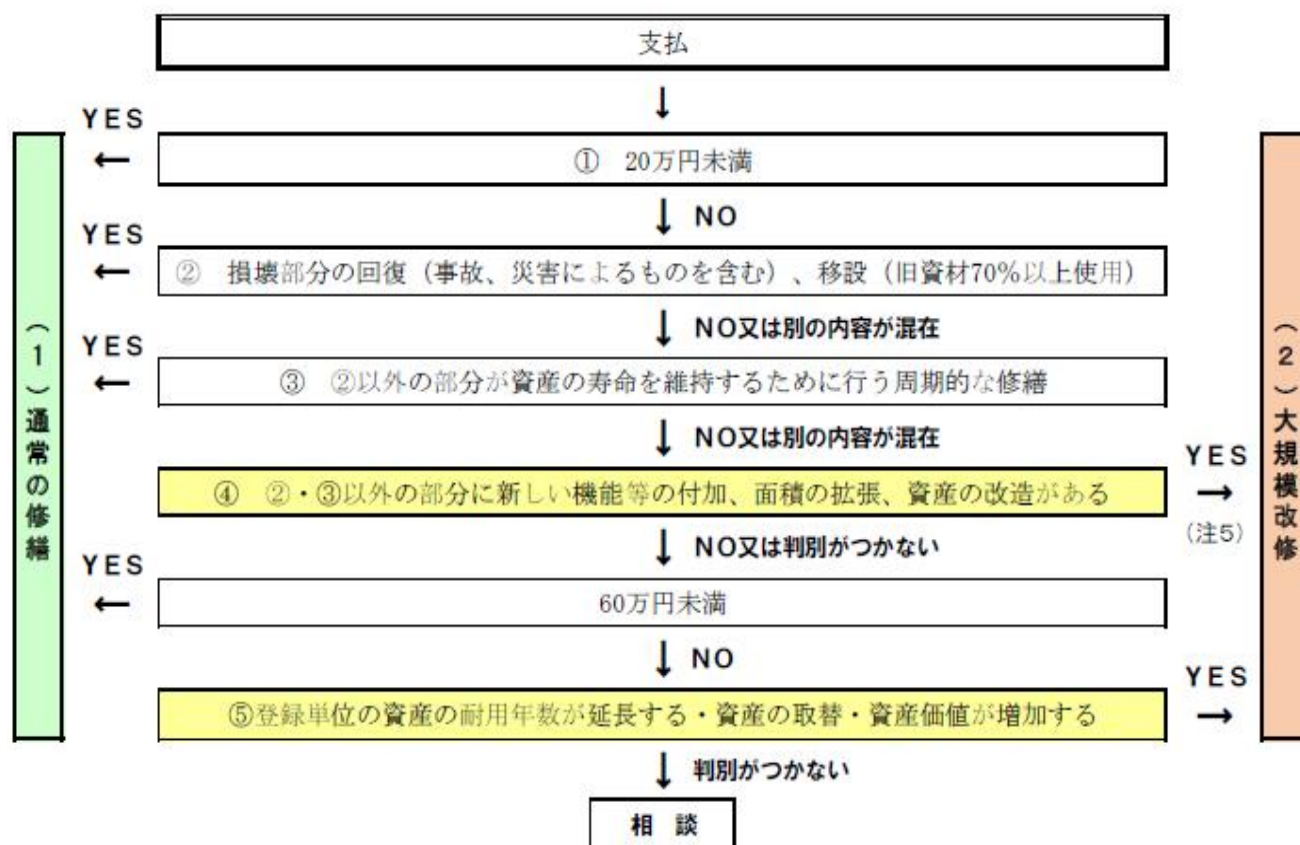 支払
↓
YES
←
① 20万円未満
↓ NO
YES
←
② 損壊部分の回復（事故、災害によるものを含む）、移設（旧資材70％以上使用）
↓ NO又は別の内容が混在
YES
←
③ ②以外の部分が資産の寿命を維持するために行う周期的な修繕
↓ NO又は別の内容が混在
④ ②・③以外の部分に新しい機能等の付加、面積の拡張、資産の改造がある
YES
→
(注5)
↓ NO又は判別がつかない
YES
←
60万円未満
↓ NO
⑤登録単位の資産の耐用年数が延長する・資産の取替・資産価値が増加する
YES
→
↓ 判別がつかない
相談
（1）通常の修繕
（2）大規模改修